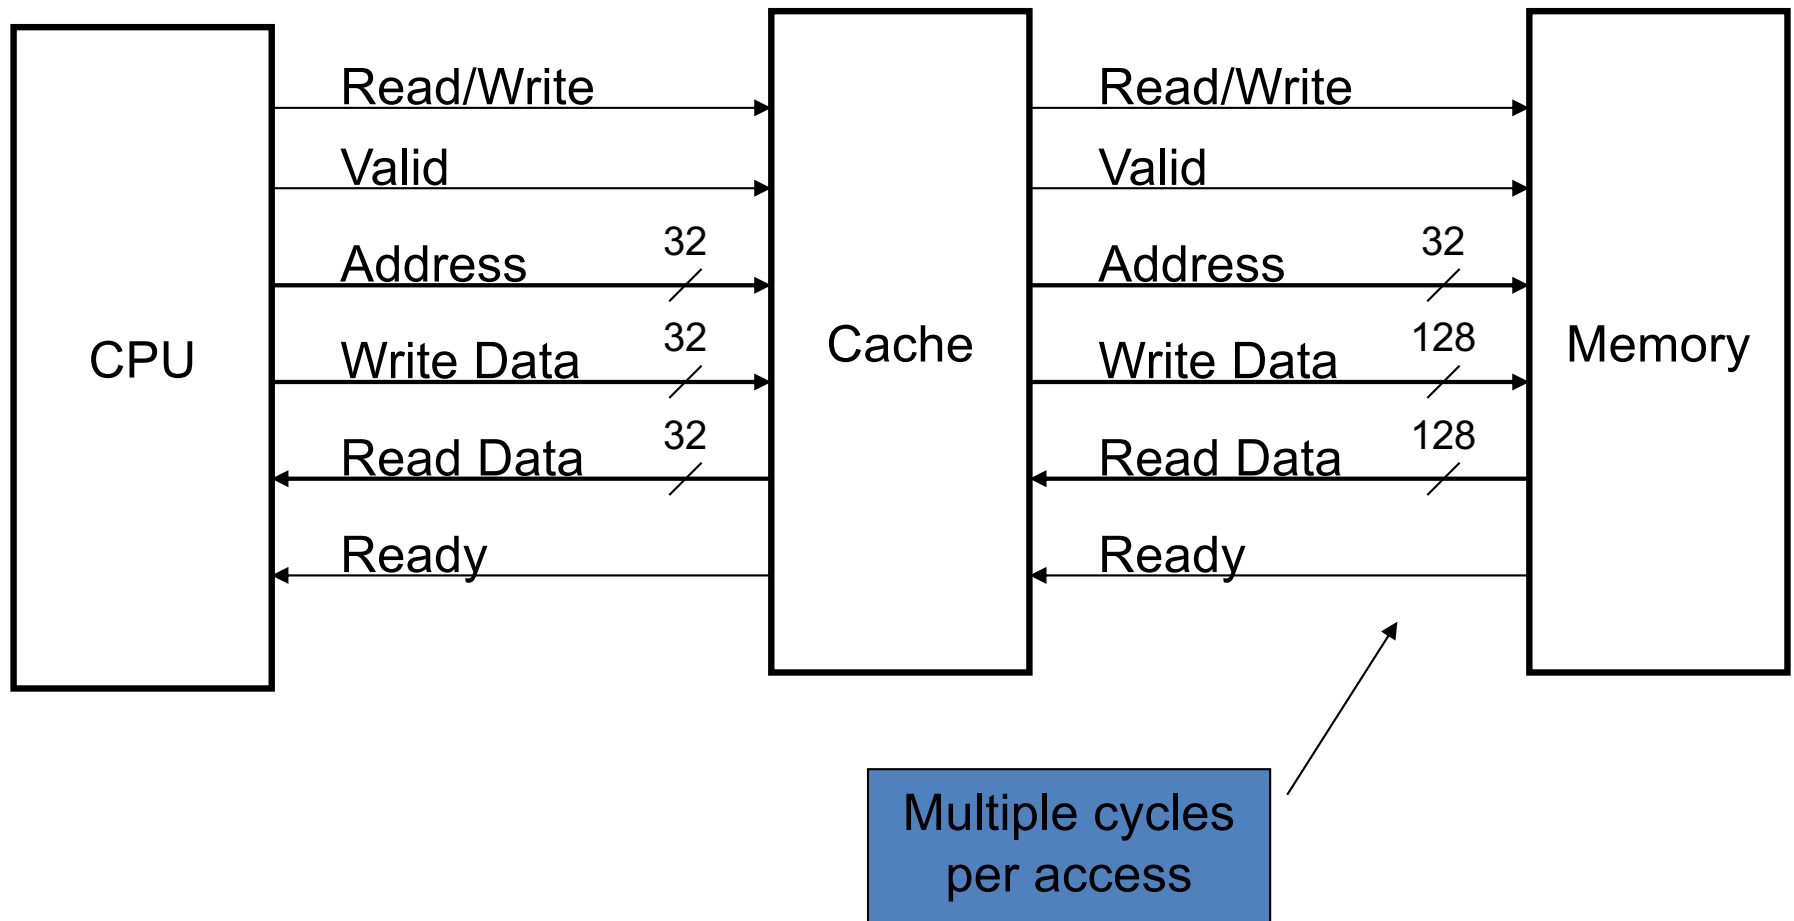 CPU
Read/Write
Valid
Address 32
Write Data 32
Read Data 32
Ready
Cache
Read/Write
Valid
Address 32
Write Data 128
Read Data 128
Ready
Memory
Multiple cycles
per access